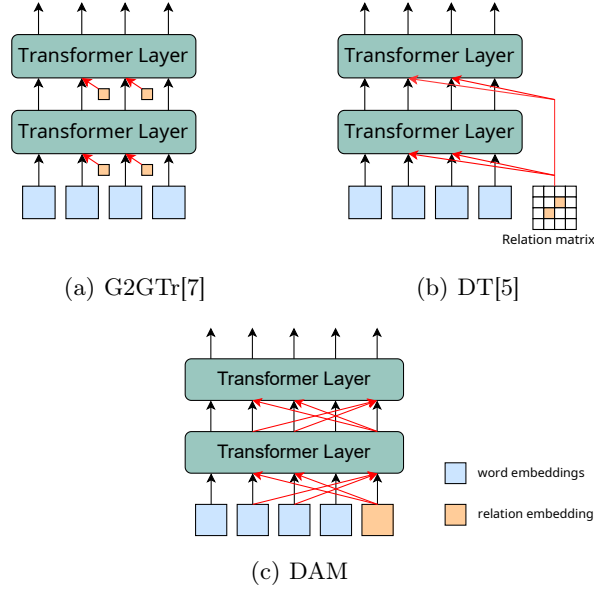 Transformer Layer
Transformer Layer
(a) G2GTr[7]
Transformer Layer
Transformer Layer
Relation matrix
(b) DT[5]
Transformer Layer
Transformer Layer
word embeddings
relation embedding
(c) DAM